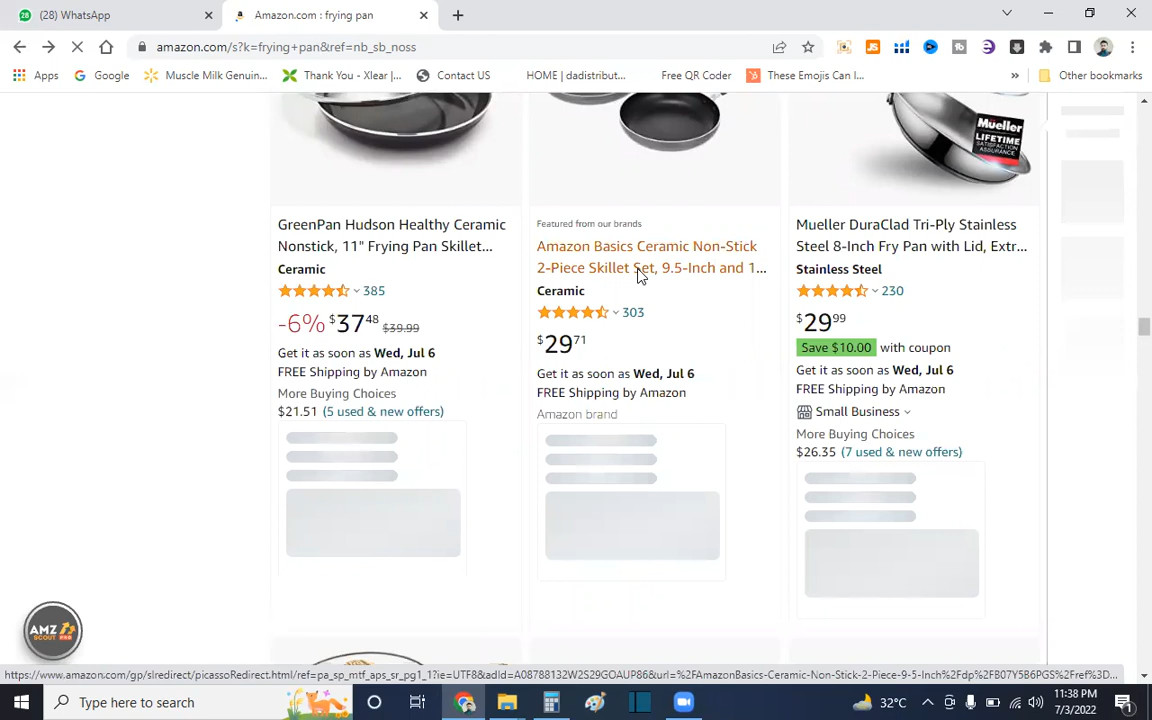 28
(28) WhatsApp
Amazon.com : frying pan
amazon.com/s?k=frying+pan&ref=nb_sb_noss
Apps
Google
Muscle Milk Genuin...
Thank You - Xlear |...
Contact US
HOME | dadistribut...
Free QR Coder
These Emojis Can I...
»
Other bookmarks
Mueller
LIFETIME
SATISFACTION
ASSURANCE
GreenPan Hudson Healthy Ceramic
Nonstick, 11" Frying Pan Skillet...
Ceramic
385
-6% $37 48 $39.99
Get it as soon as Wed, Jul 6
FREE Shipping by Amazon
More Buying Choices
$21.51 (5 used & new offers)
Featured from our brands
Amazon Basics Ceramic Non-Stick
2-Piece Skillet Set, 9.5-Inch and 1...
Ceramic
303
$29 71
Get it as soon as Wed, Jul 6
FREE Shipping by Amazon
Amazon brand
Mueller DuraClad Tri-Ply Stainless
Steel 8-Inch Fry Pan with Lid, Extr...
Stainless Steel
230
$29 99
Save $10.00 with coupon
Get it as soon as Wed, Jul 6
FREE Shipping by Amazon
Small Business
More Buying Choices
$26.35 (7 used & new offers)
AMZ
SCOUT PRO
https://www.amazon.com/gp/slredirect/picassoRedirect.html/ref=pa_sp_mtf_aps_sr_pg1_1?ie=UTF8&adId=A08788132W2S29GOAUP86&url=%2FAmazonBasics-Ceramic-Non-Stick-2-Piece-9-5-Inch%2Fdp%2FB07Y5B6PGS%2Fref%...
Type here to search
32°C
11:38 PM
7/3/2022
1